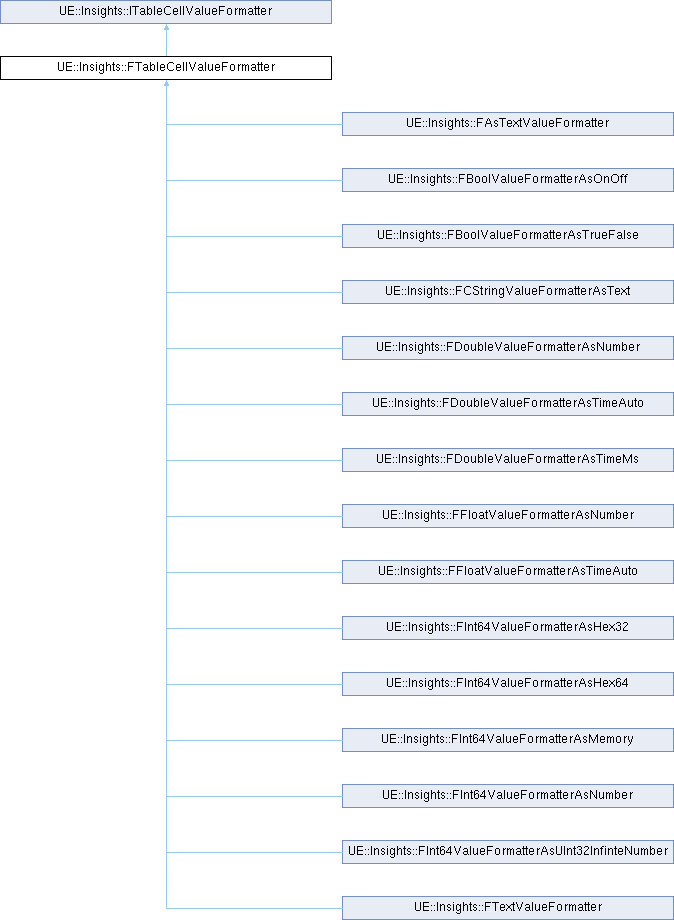 UE::Insights::ITableCellValueFormatter
UE::Insights::FTableCellValueFormatter
UE::Insights::FAsTextValueFormatter
UE::Insights::FBoolValueFormatterAsOnOff
UE::Insights::FBoolValueFormatterAsTrueFalse
UE::Insights::FCStringValueFormatterAsText
UE::Insights::FDoubleValueFormatterAsNumber
UE::Insights::FDoubleValueFormatterAsTimeAuto
UE::Insights::FDoubleValueFormatterAsTimeMs
UE::Insights::FFloatValueFormatterAsNumber
UE::Insights::FFloatValueFormatterAsTimeAuto
UE::Insights::FInt64ValueFormatterAsHex32
UE::Insights::FInt64ValueFormatterAsHex64
UE::Insights::FInt64ValueFormatterAsMemory
UE::Insights::FInt64ValueFormatterAsNumber
UE::Insights::FInt64ValueFormatterAsUInt32InfinteNumber
UE::Insights::FTextValueFormatter